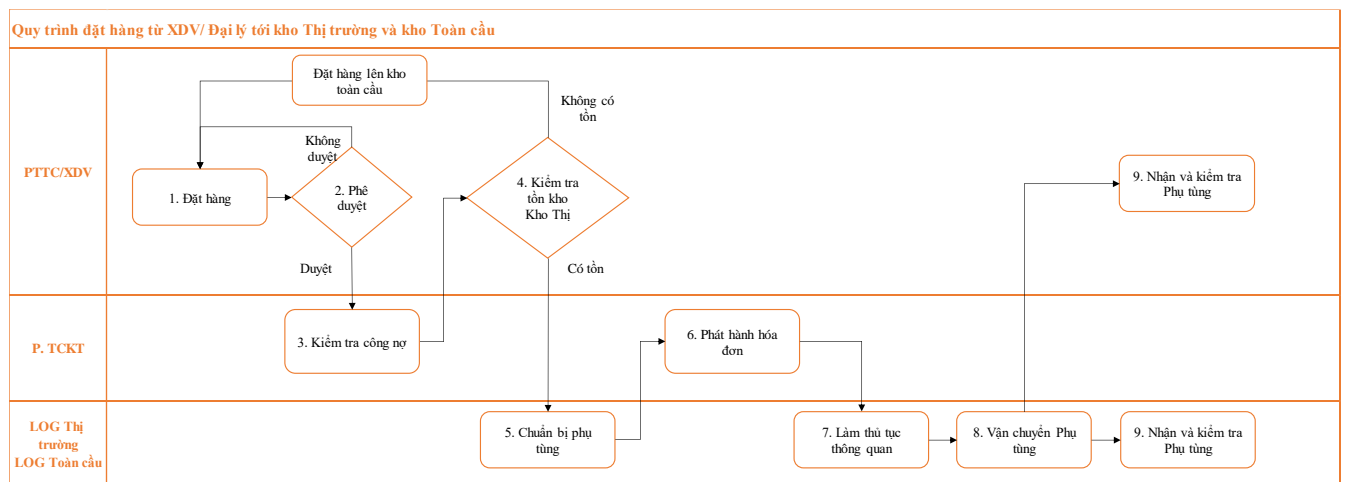 Quy trình đặt hàng từ XDV/ Đại lý tới kho Thị trường và kho Toàn cầu
PTTC/XDV
Đặt hàng lên kho
toàn cầu
Không có
tồn
Không
duyệt
1. Đặt hàng
2. Phê
duyệt
4. Kiểm tra
tồn kho
Kho Thị
9. Nhận và kiểm tra
Phụ tùng
Duyệt
Có tồn
P. TCKT
3. Kiểm tra công nợ
6. Phát hành hóa
đơn
LOG Thị
trường
LOG Toàn cầu
5. Chuẩn bị phụ
tùng
7. Làm thủ tục
thông quan
8. Vận chuyển Phụ
tùng
9. Nhận và kiểm tra
Phụ tùng